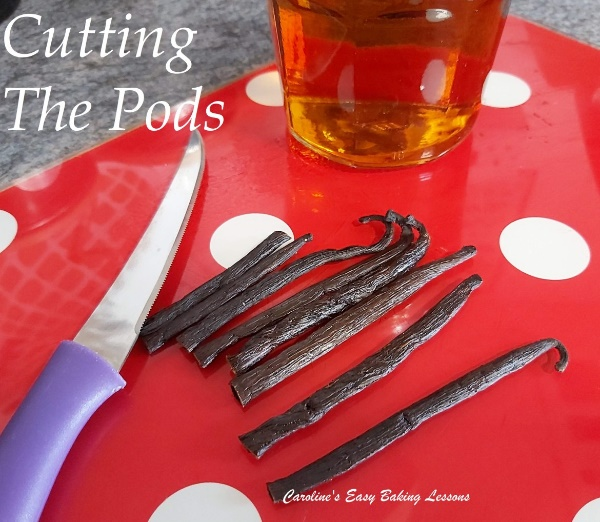 Cutting
The Pods
Caroline's Easy Baking Lessons